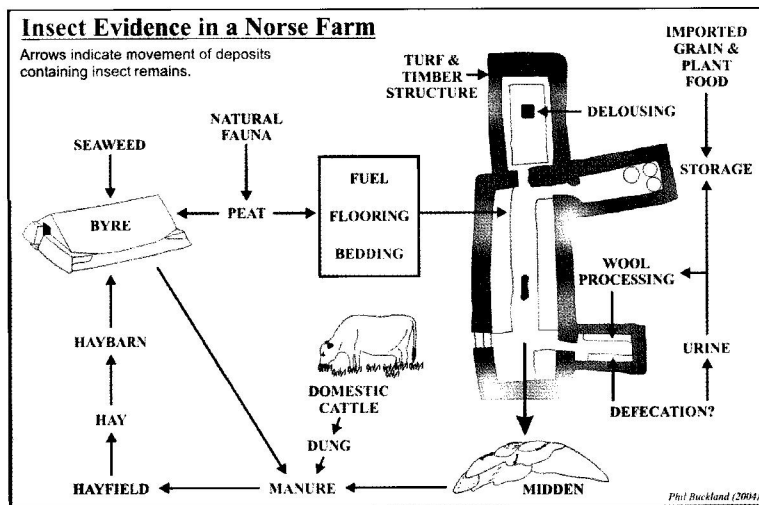 Insect Evidence in a Norse Farm
Arrows indicate movement of deposits
containing insect remains.
TURF &
TIMBER
STRUCTURE
IMPORTED
GRAIN &
PLANT
FOOD
DELOUSING
NATURAL
FAUNA
SEAWEED
STORAGE
FUEL
FLOORING
BEDDING
BYRE
PEAT
WOOL
PROCESSING
HAYBARN
URINE
DOMESTIC
CATTLE
DEFECATION?
HAY
DUNG
HAYFIELD
MANURE
MIDDEN
Phil Buckland (2004)